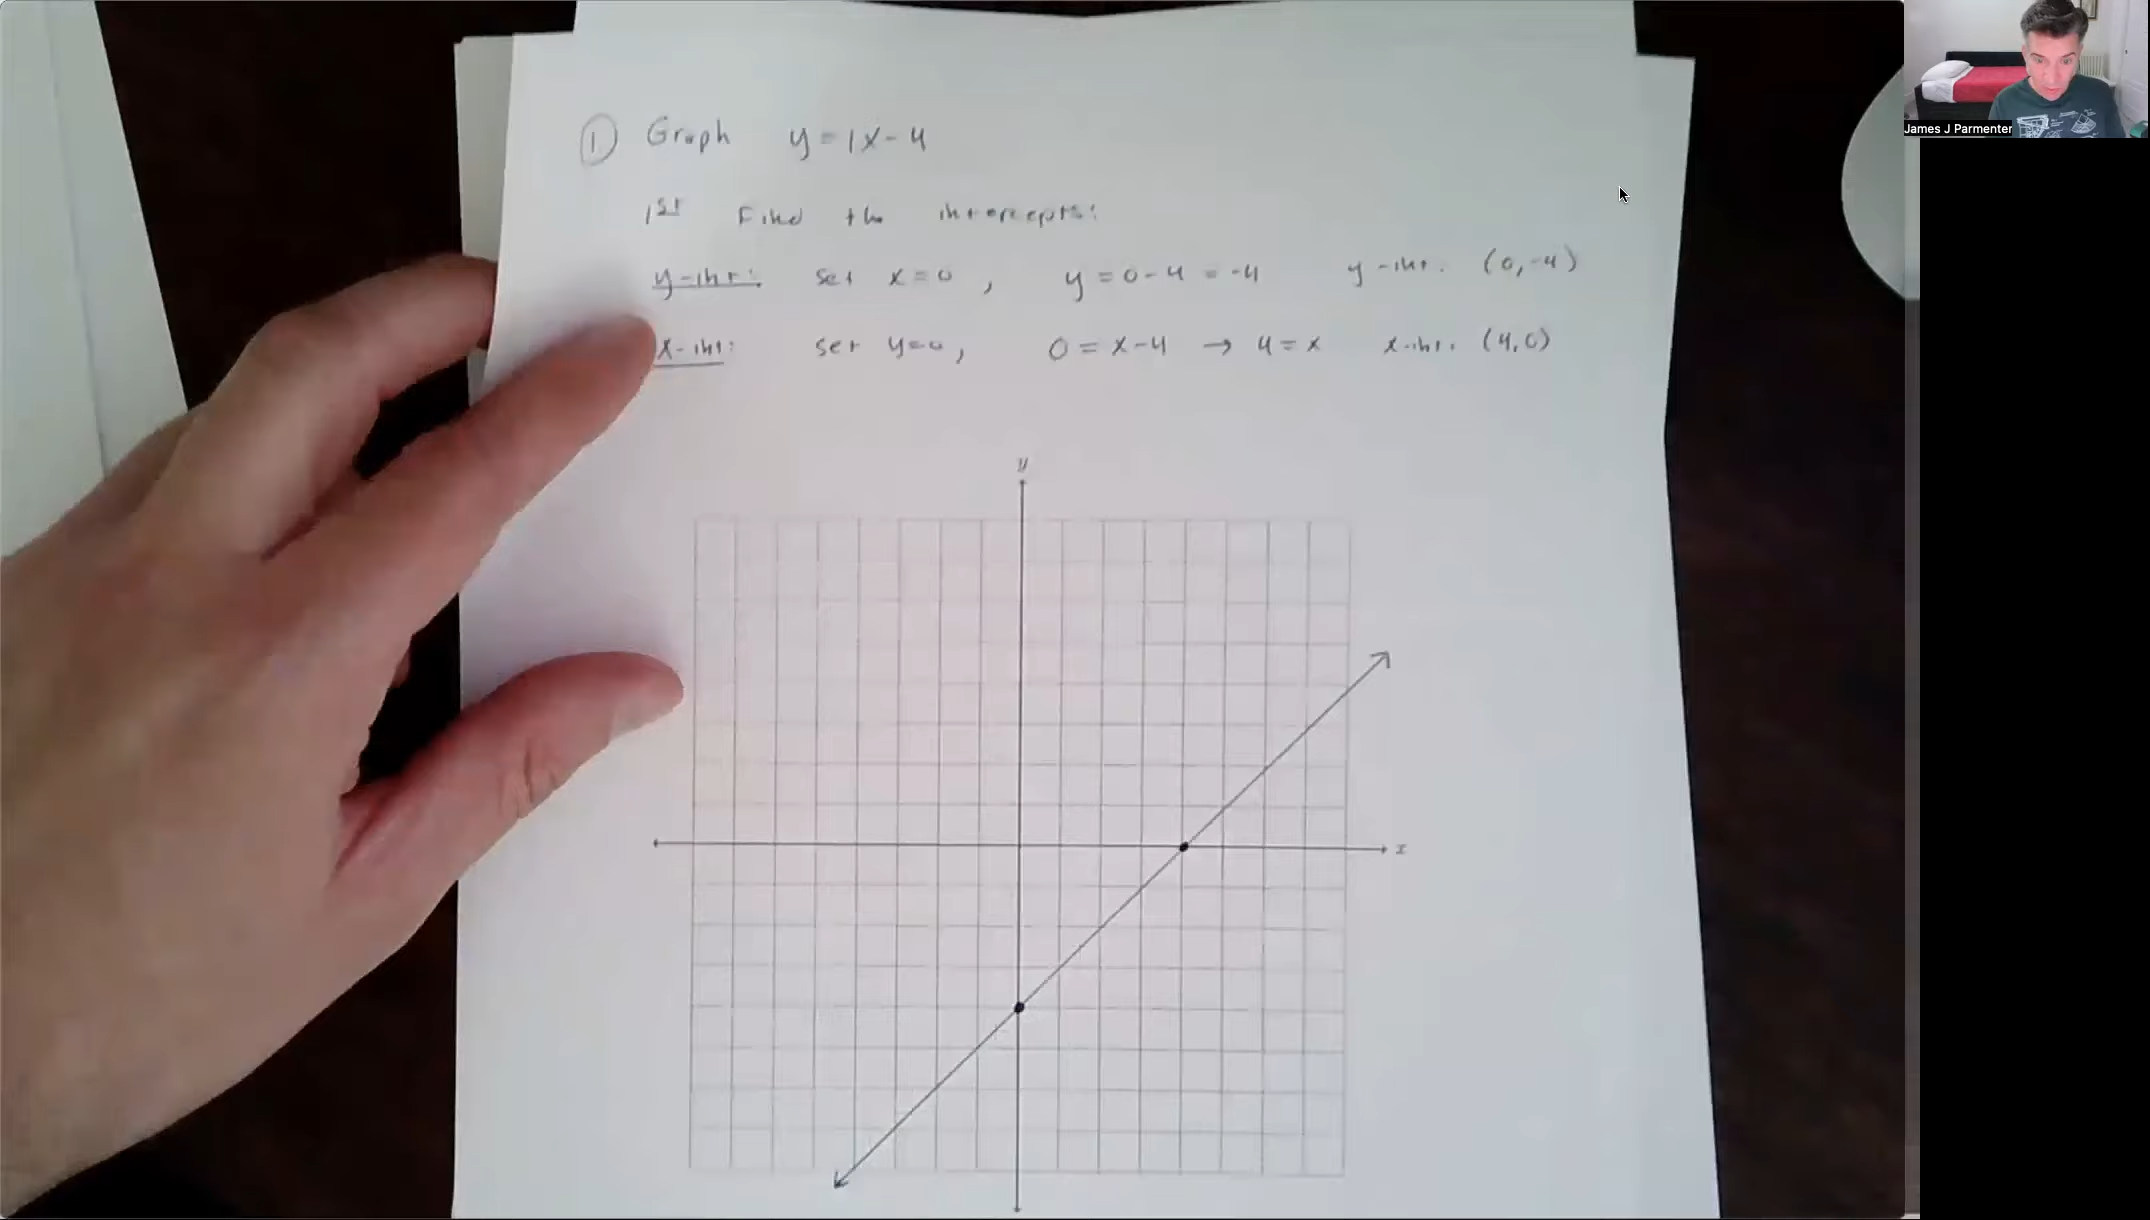 ① Graph y = 1x - 4
1st Find the intercepts:
y-int: set x = 0, y = 0 - 4 = -4 y-int. (0,-4)
x-int: set y=0, 0 = x - 4 → 4 = x x-int. (4,0)
y
x
James J Parmenter